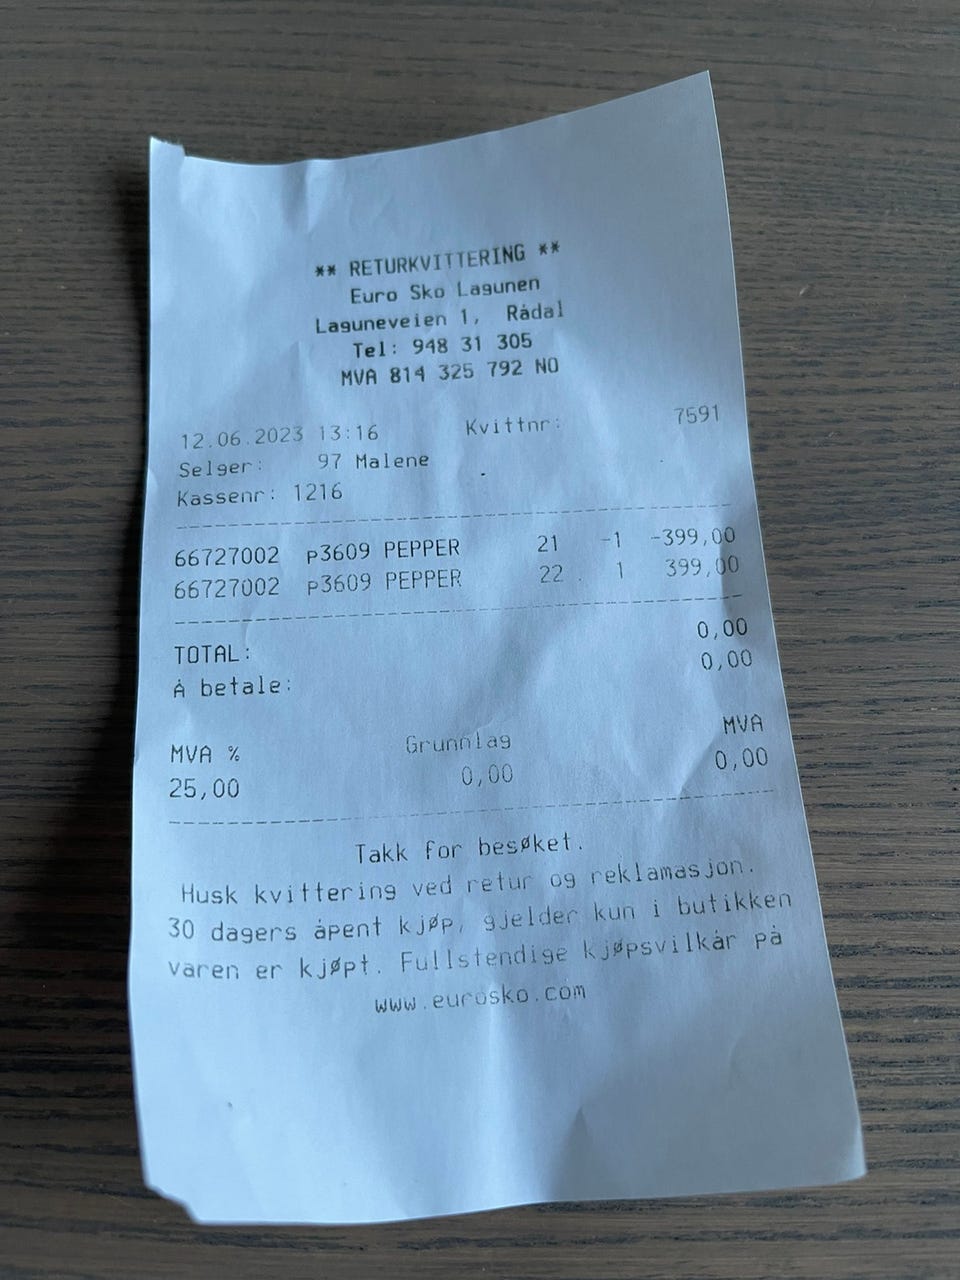 ** RETURKVITTERING **
Euro Sko Lagunen
Laguneveien 1, Rådal
Tel: 948 31 305
MVA 814 325 792 NO
12.06.2023 13:16 Kvittnr: 7591
Selger: 97 Malene
Kassenr: 1216
66727002 p3609 PEPPER 21 -1 -399,00
66727002 p3609 PEPPER 22 1 399,00
TOTAL: 0,00
Å betale: 0,00
MVA % Grunnlag MVA
25,00 0,00 0,00
Takk for besøket.
Husk kvittering ved retur og reklamasjon.
30 dagers åpent kjøp, gjelder kun i butikken
varen er kjøpt. Fullstendige kjøpsvilkår på
www.eurosko.com